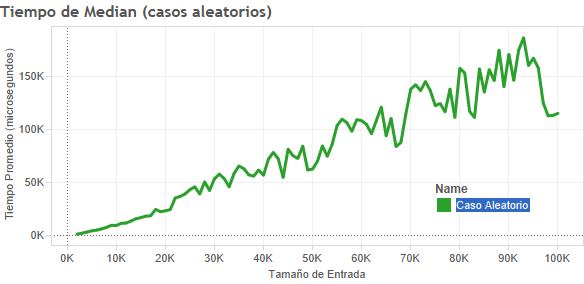 Tiempo de Median (casos aleatorios)
Tiempo Promedio (microsegundos)
150K
100K
50K
0K
Name
Caso Aleatorio
0K 10K 20K 30K 40K 50K 60K 70K 80K 90K 100K
Tamaño de Entrada